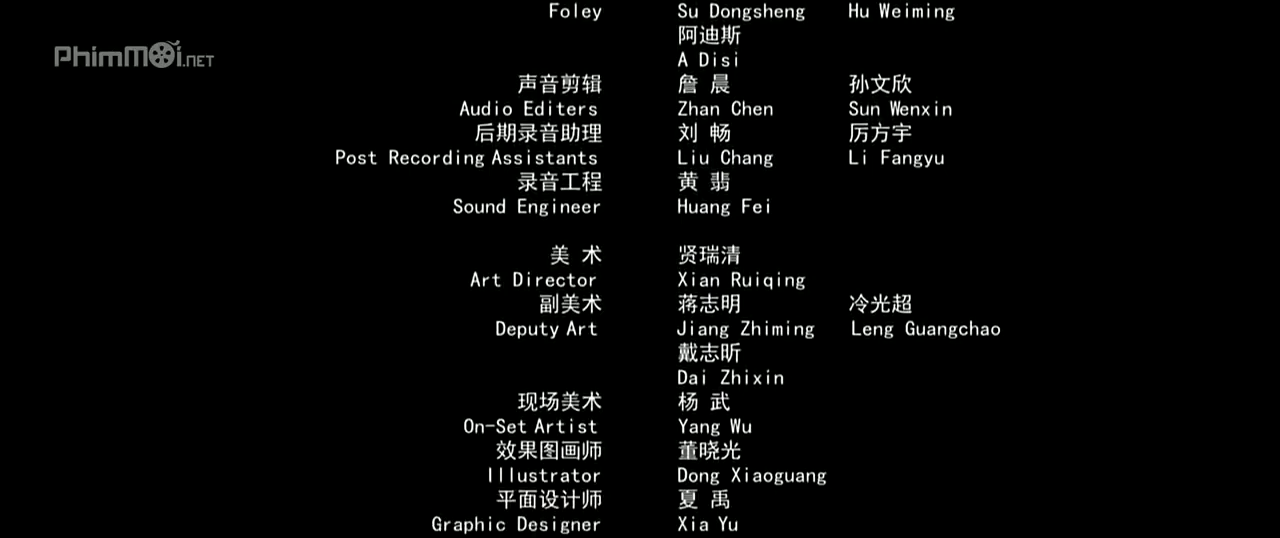 Foley Su Dongsheng Hu Weiming
PhimMoi.NET
阿迪斯
A Disi
声音剪辑 詹 晨 孙文欣
Audio Editers Zhan Chen Sun Wenxin
后期录音助理 刘 畅 厉方宇
Post Recording Assistants Liu Chang Li Fangyu
录音工程 黄 翡
Sound Engineer Huang Fei
美 术 贤瑞清
Art Director Xian Ruiqing
副美术 蒋志明 冷光超
Deputy Art Jiang Zhiming Leng Guangchao
戴志昕
Dai Zhixin
现场美术 杨 武
On-Set Artist Yang Wu
效果图画师 董晓光
Illustrator Dong Xiaoguang
平面设计师 夏 禹
Graphic Designer Xia Yu